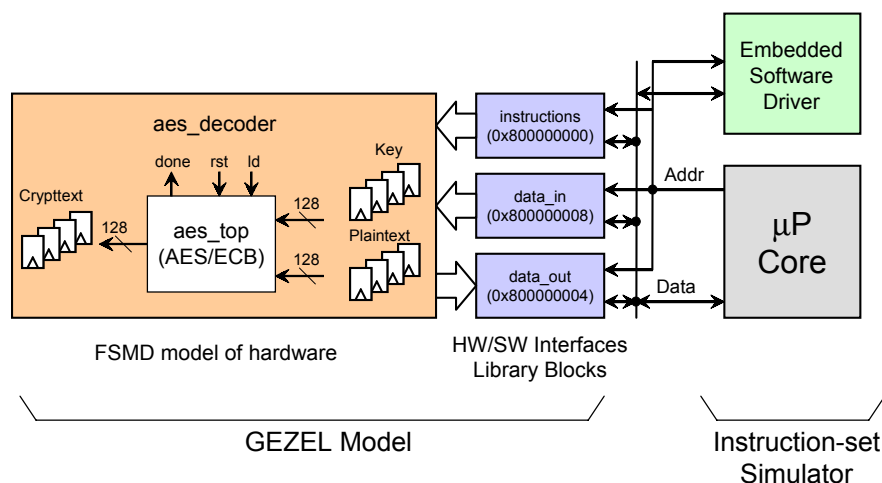 Embedded
Software
Driver
aes_decoder
instructions
(0x800000000)
done
rst
ld
Key
Addr
Crypttext
128
128
data_in
(0x800000008)
aes_top
(AES/ECB)
µP
Core
Plaintext
128
data_out
(0x800000004)
Data
FSMD model of hardware
HW/SW Interfaces
Library Blocks
GEZEL Model
Instruction-set
Simulator